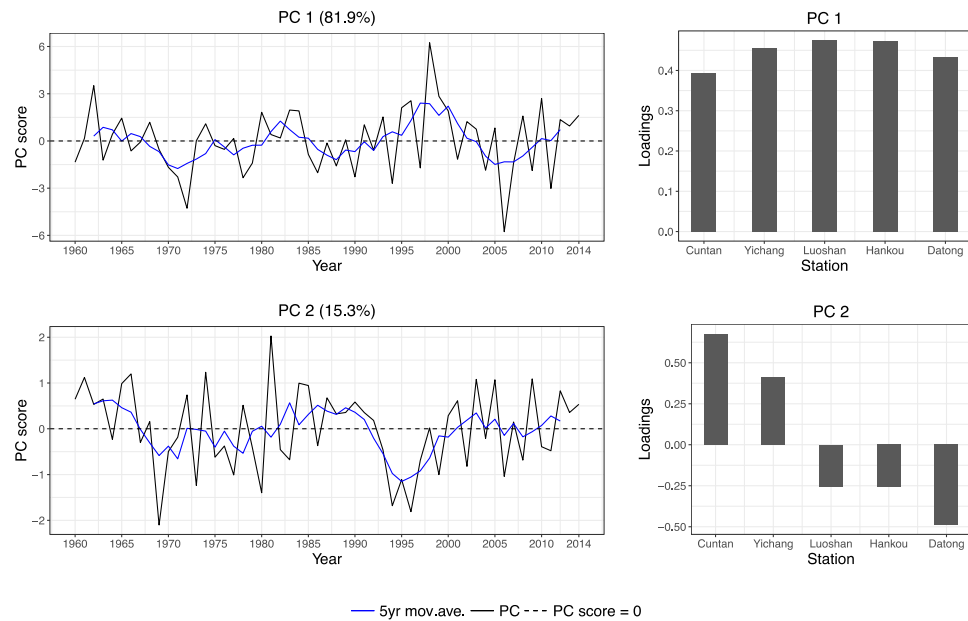 PC 1 (81.9%)
PC score
6
3
0
−3
−6
1960 1965 1970 1975 1980 1985 1990 1995 2000 2005 2010 2014
Year
PC 1
Loadings
0.4
0.3
0.2
0.1
0.0
Cuntan Yichang Luoshan Hankou Datong
Station
PC 2 (15.3%)
PC score
2
1
0
−1
−2
1960 1965 1970 1975 1980 1985 1990 1995 2000 2005 2010 2014
Year
PC 2
Loadings
0.50
0.25
0.00
−0.25
−0.50
Cuntan Yichang Luoshan Hankou Datong
Station
5yr mov.ave. PC PC score = 0